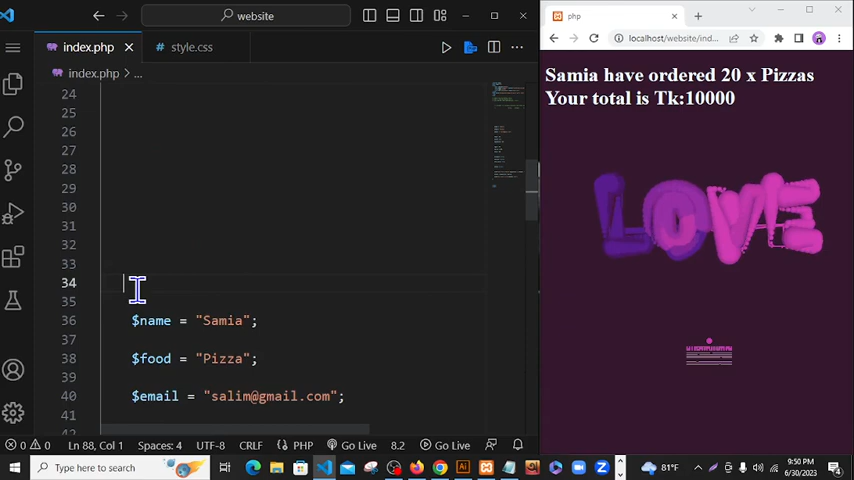 website
index.php
style.css
index.php > ...
24
25
26
27
28
29
30
31
32
33
34
35
36 $name = "Samia";
37
38 $food = "Pizza";
39
40 $email = "salim@gmail.com";
41
0 0 Ln 88, Col 1 Spaces: 4 UTF-8 CRLF PHP Go Live 8.2 Go Live
php
localhost/website/ind...
Samia have ordered 20 x Pizzas
Your total is Tk:10000
LOVE
Type here to search
81°F
9:50 PM
6/30/2023
4